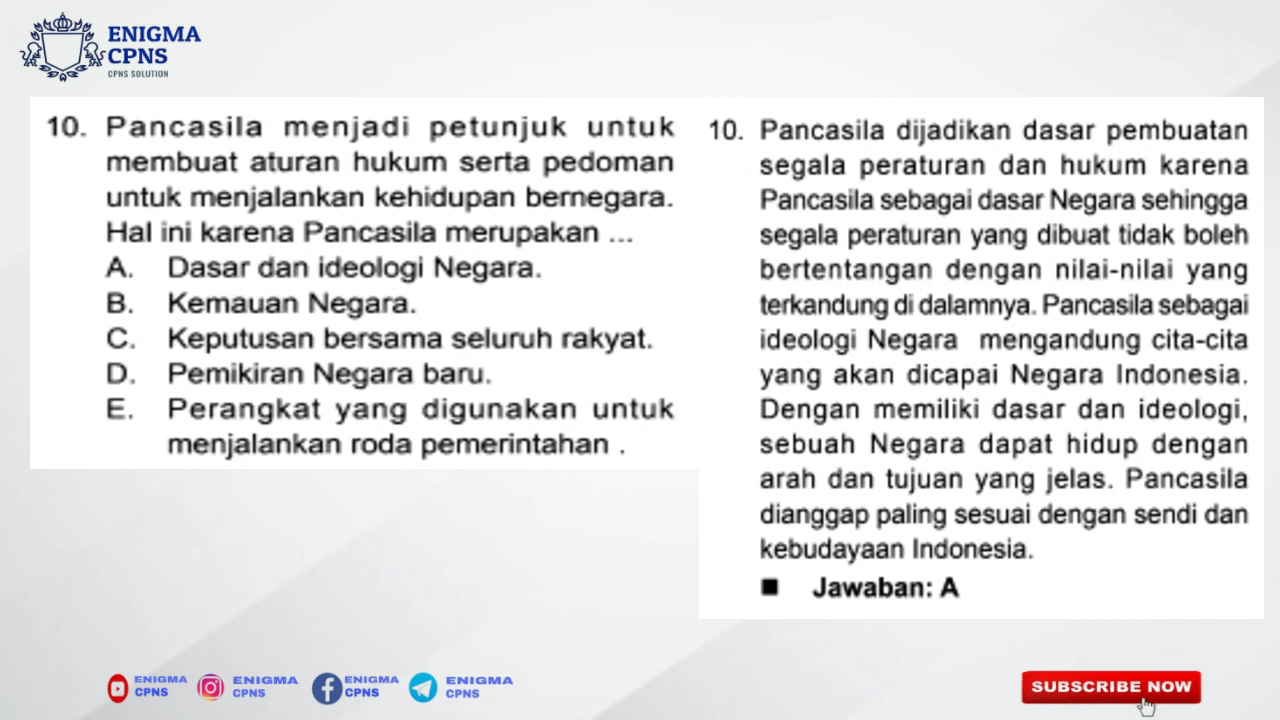 ENIGMA
CPNS
CPNS SOLUTION
10. Pancasila menjadi petunjuk untuk
membuat aturan hukum serta pedoman
untuk menjalankan kehidupan bernegara.
Hal ini karena Pancasila merupakan ...
A. Dasar dan ideologi Negara.
B. Kemauan Negara.
C. Keputusan bersama seluruh rakyat.
D. Pemikiran Negara baru.
E. Perangkat yang digunakan untuk
menjalankan roda pemerintahan .
10. Pancasila dijadikan dasar pembuatan
segala peraturan dan hukum karena
Pancasila sebagai dasar Negara sehingga
segala peraturan yang dibuat tidak boleh
bertentangan dengan nilai-nilai yang
terkandung di dalamnya. Pancasila sebagai
ideologi Negara mengandung cita-cita
yang akan dicapai Negara Indonesia.
Dengan memiliki dasar dan ideologi,
sebuah Negara dapat hidup dengan
arah dan tujuan yang jelas. Pancasila
dianggap paling sesuai dengan sendi dan
kebudayaan Indonesia.
■ Jawaban: A
ENIGMA
CPNS
ENIGMA
CPNS
ENIGMA
CPNS
ENIGMA
CPNS
SUBSCRIBE NOW